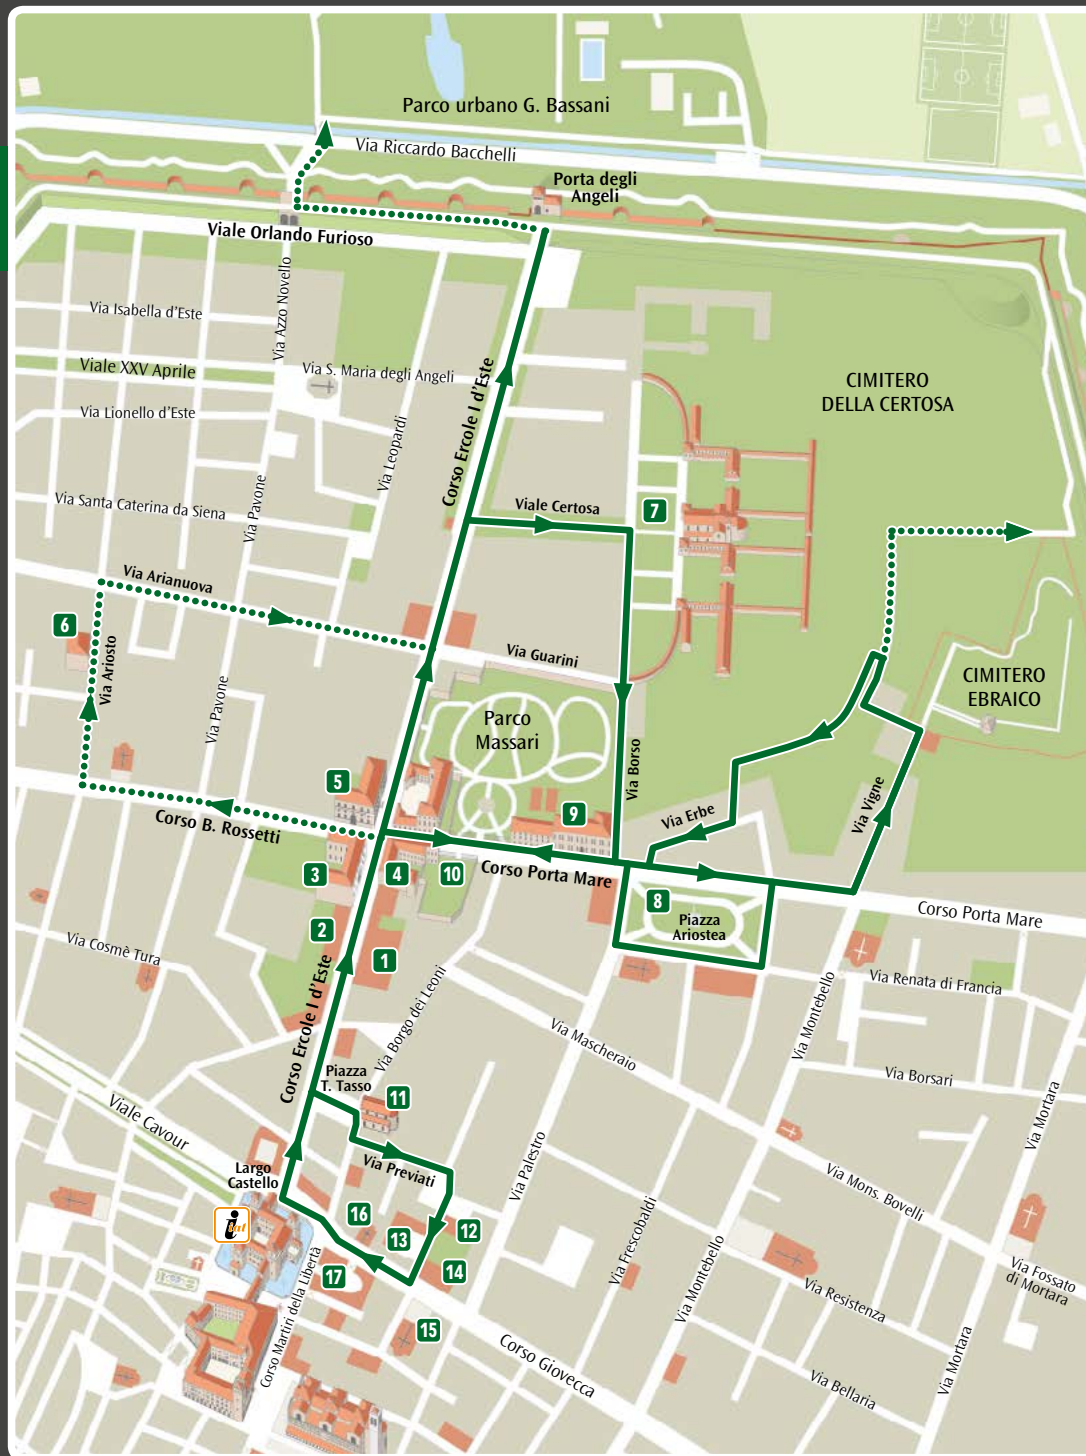 Parco urbano G. Bassani
Via Riccardo Bacchelli
Porta degli
Angeli
Viale Orlando Furioso
Via Azzo Novello
Via Isabella d'Este
Viale XXV Aprile
Via S. Maria degli Angeli
Via Lionello d'Este
Corso Ercole I d'Este
Via Leopardi
CIMITERO
DELLA CERTOSA
Via Santa Caterina da Siena
Via Pavone
Viale Certosa
7
Via Arianuova
6
Via Ariosto
Via Guarini
CIMITERO
EBRAICO
Via Pavone
Parco
Massari
Via Borso
5
9
Via Erbe
Via Vigne
Corso B. Rossetti
3
4
10
Corso Porta Mare
8
Piazza
Ariostea
Corso Porta Mare
2
1
Via Cosmè Tura
Via Renata di Francia
Corso Ercole I d'Este
Via Borgo dei Leoni
Via Mascheraio
Via Montebello
Via Borsari
Piazza
T. Tasso
11
Viale Cavour
Via Mortara
Via Previati
Via Palestro
Largo
Castello
i
iat
Via Mons. Bovelli
16
13
12
Via Frescobaldi
Via Montebello
17
14
Via Fossato
di Mortara
Via Resistenza
Corso Martiri della Libertà
15
Corso Giovecca
Via Mortara
Via Bellaria